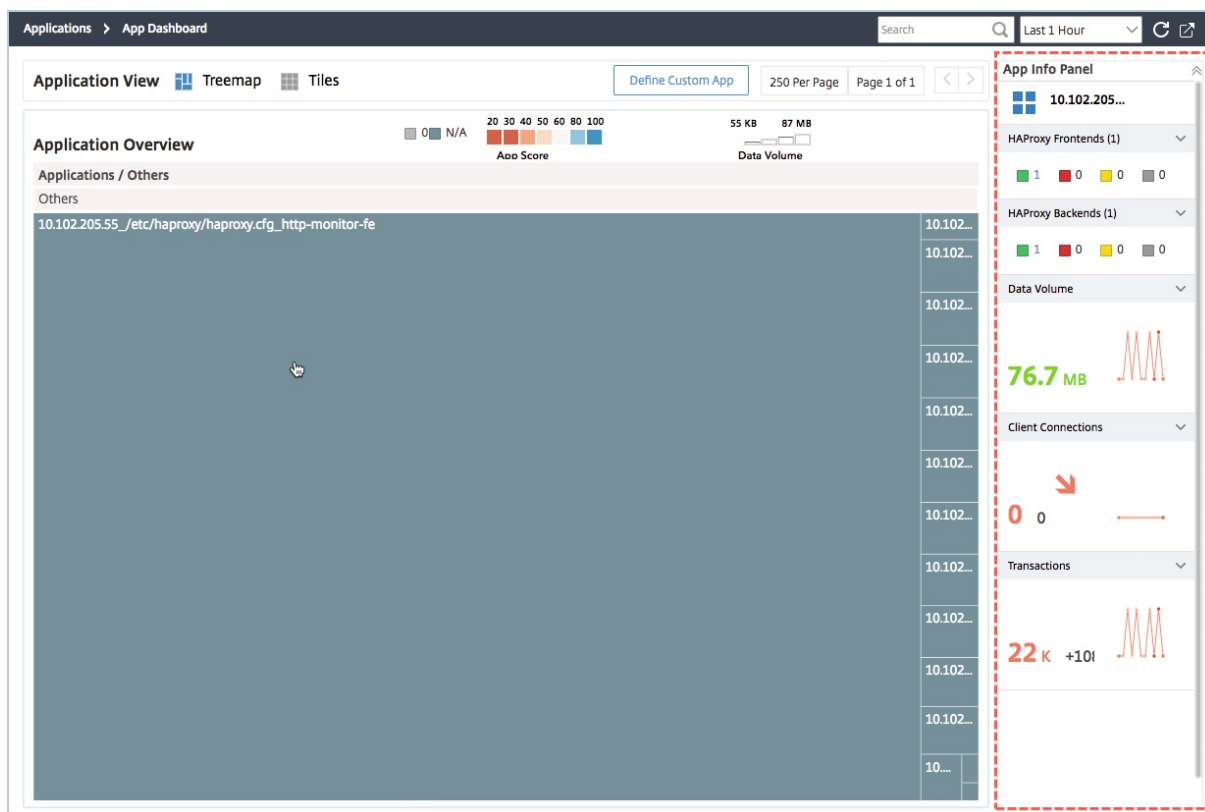 Applications > App Dashboard
Search
Last 1 Hour
Application View Treemap Tiles
Define Custom App
250 Per Page
Page 1 of 1
Application Overview
0 N/A
20 30 40 50 60 80 100
App Score
55 KB 87 MB
Data Volume
Applications / Others
Others
10.102.205.55_/etc/haproxy/haproxy.cfg_http-monitor-fe
10.102...
10.102...
10.102...
10.102...
10.102...
10.102...
10.102...
10.102...
10.102...
10.102...
10.102...
10....
App Info Panel
10.102.205...
HAProxy Frontends (1)
1 0 0 0
HAProxy Backends (1)
1 0 0 0
Data Volume
76.7 MB
Client Connections
0 0
Transactions
22 K